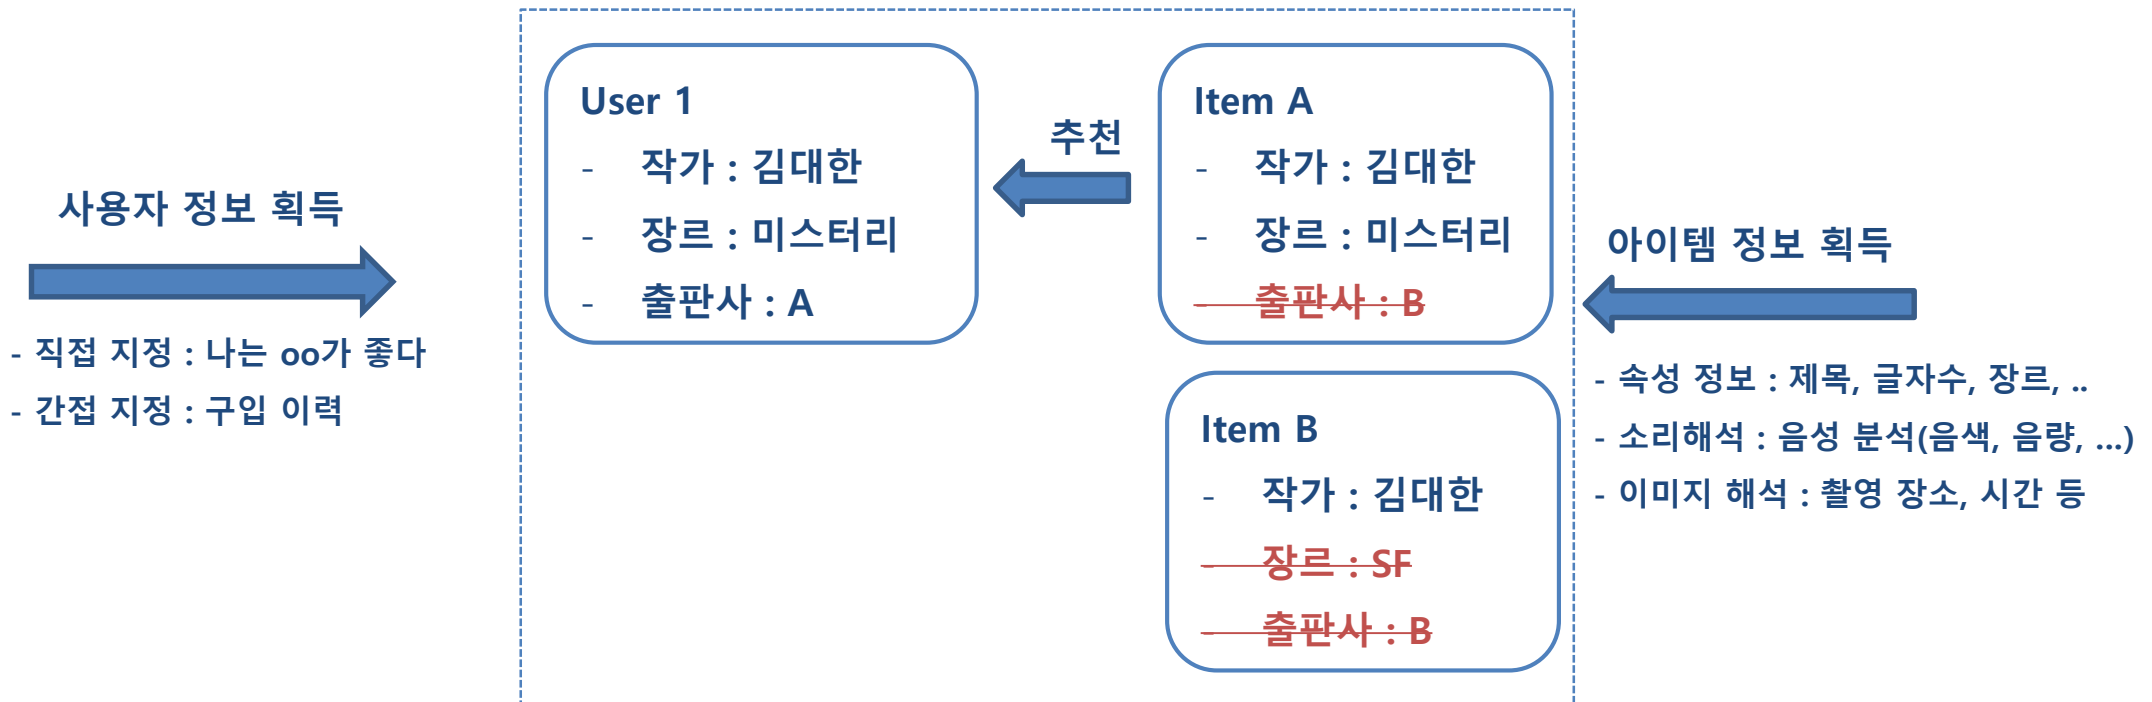 사용자 정보 획득
- 직접 지정 : 나는 oo가 좋다
- 간접 지정 : 구입 이력
User 1
- 작가 : 김대한
- 장르 : 미스터리
- 출판사 : A
추천
Item A
- 작가 : 김대한
- 장르 : 미스터리
- 출판사 : B
Item B
- 작가 : 김대한
- 장르 : SF
- 출판사 : B
아이템 정보 획득
- 속성 정보 : 제목, 글자수, 장르, ..
- 소리해석 : 음성 분석(음색, 음량, ...)
- 이미지 해석 : 촬영 장소, 시간 등